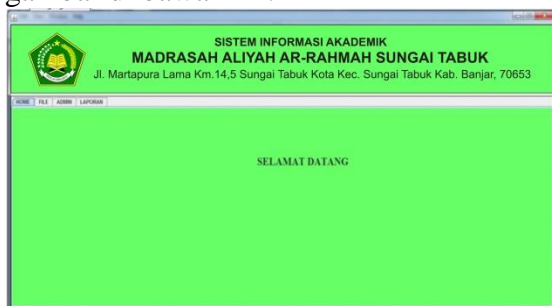 SISTEM INFORMASI AKADEMIK
MADRASAH ALIYAH AR-RAHMAH SUNGAI TABUK
Jl. Martapura Lama Km.14,5 Sungai Tabuk Kota Kec. Sungai Tabuk Kab. Banjar, 70653
HOME FILE ADMIN LAPORAN
SELAMAT DATANG